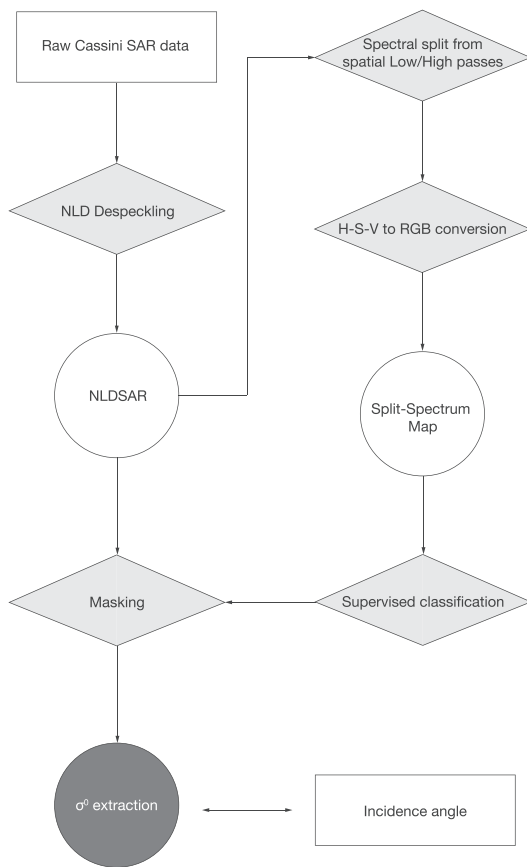 Raw Cassini SAR data
NLD Despeckling
NLDSAR
Spectral split from
spatial Low/High passes
H-S-V to RGB conversion
Split-Spectrum
Map
Supervised classification
Masking
σ⁰ extraction
Incidence angle